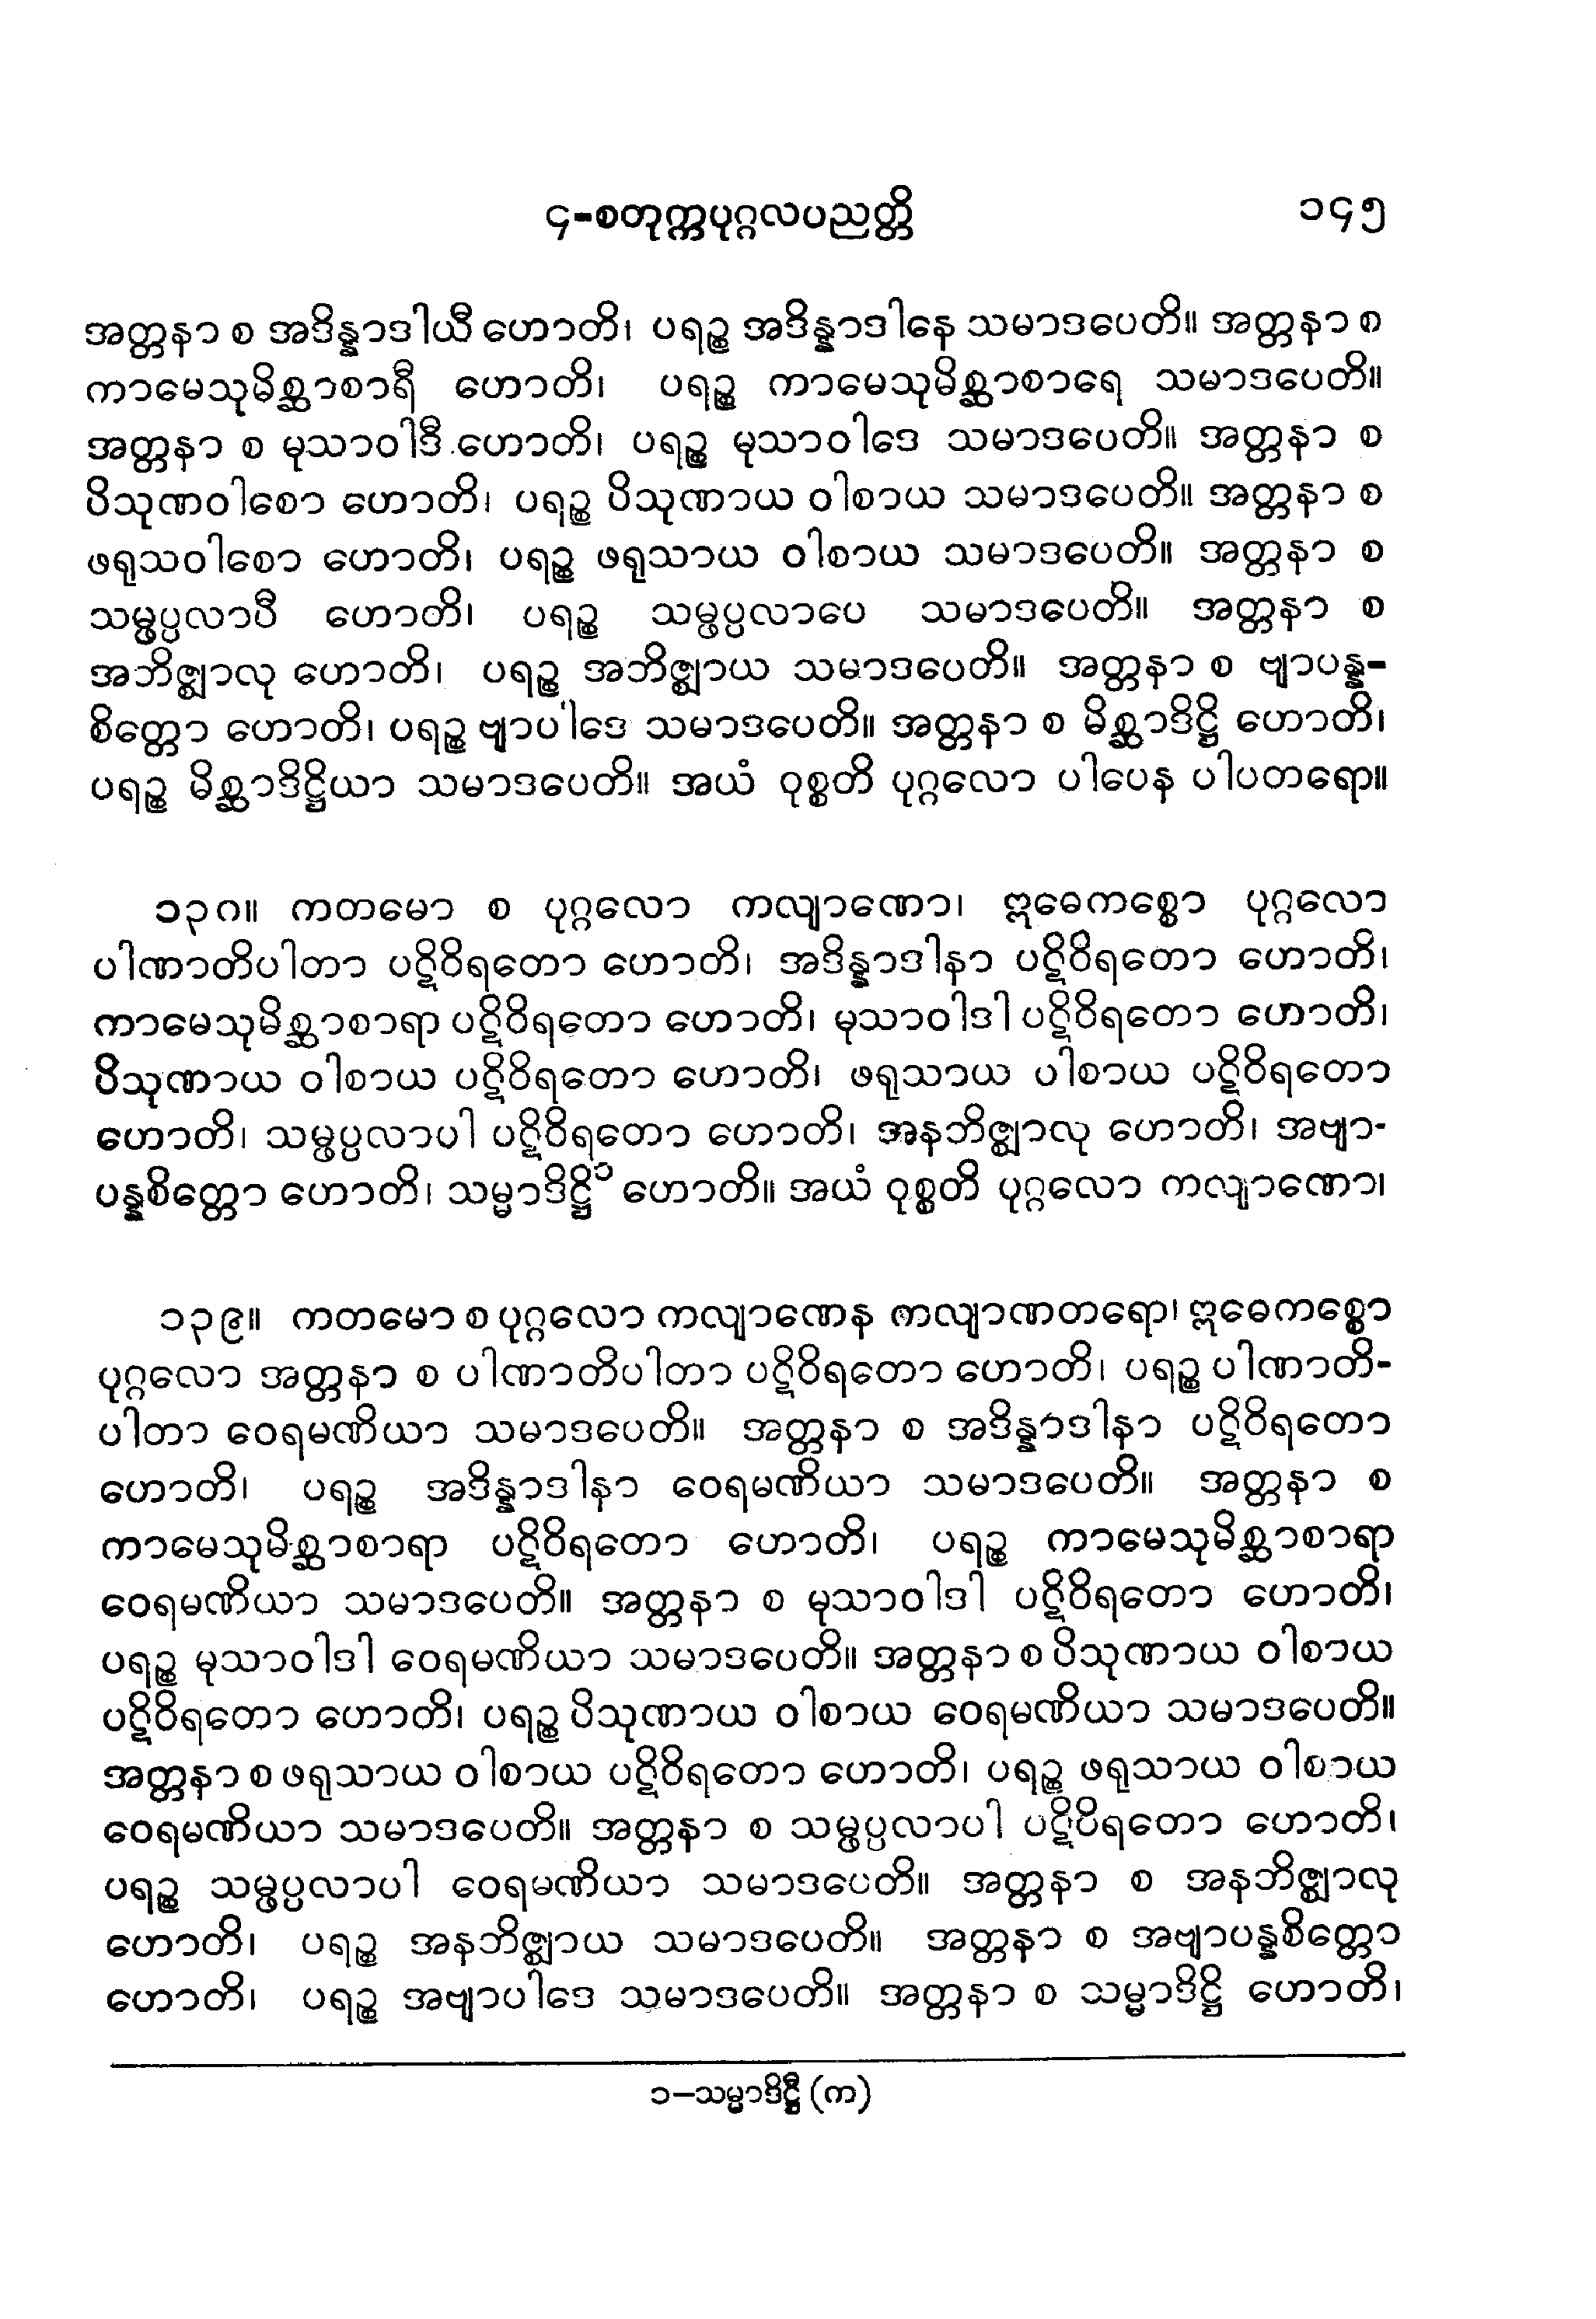 ၄-စတုက္ကပုဂ္ဂလပညတ္တိ ၁၄၅
အတ္တနာ စ အဒိန္နာဒါယီ ဟောတိ၊ ပရဉ္စ အဒိန္နာဒါနေ သမာဒပေတိ။ အတ္တနာ စ
ကာမေသုမိစ္ဆာစာရီ ဟောတိ၊ ပရဉ္စ ကာမေသုမိစ္ဆာစာရေ သမာဒပေတိ။
အတ္တနာ စ မုသာဝါဒီ ဟောတိ၊ ပရဉ္စ မုသာဝါဒေ သမာဒပေတိ။ အတ္တနာ စ
ပိသုဏဝါစော ဟောတိ၊ ပရဉ္စ ပိသုဏာယ ဝါစာယ သမာဒပေတိ။ အတ္တနာ စ
ဖရုသဝါစော ဟောတိ၊ ပရဉ္စ ဖရုသာယ ဝါစာယ သမာဒပေတိ။ အတ္တနာ စ
သမ္ဖပ္ပလာပီ ဟောတိ၊ ပရဉ္စ သမ္ဖပ္ပလာပေ သမာဒပေတိ။ အတ္တနာ စ
အဘိဇ္ဈာလု ဟောတိ၊ ပရဉ္စ အဘိဇ္ဈာယ သမာဒပေတိ။ အတ္တနာ စ ဗျာပန္န-
စိတ္တော ဟောတိ၊ ပရဉ္စ ဗျာပါဒေ သမာဒပေတိ။ အတ္တနာ စ မိစ္ဆာဒိဋ္ဌိ ဟောတိ၊
ပရဉ္စ မိစ္ဆာဒိဋ္ဌိယာ သမာဒပေတိ။ အယံ ဝုစ္စတိ ပုဂ္ဂလော ပါပေန ပါပတရော။
၁၃၈။ ကတမော စ ပုဂ္ဂလော ကလျာဏော၊ ဣဓေကစ္စော ပုဂ္ဂလော
ပါဏာတိပါတာ ပဋိဝိရတော ဟောတိ၊ အဒိန္နာဒါနာ ပဋိဝိရတော ဟောတိ၊
ကာမေသုမိစ္ဆာစာရာ ပဋိဝိရတော ဟောတိ၊ မုသာဝါဒါ ပဋိဝိရတော ဟောတိ၊
ပိသုဏာယ ဝါစာယ ပဋိဝိရတော ဟောတိ၊ ဖရုသာယ ပါစာယ ပဋိဝိရတော
ဟောတိ၊ သမ္ဖပ္ပလာပါ ပဋိဝိရတော ဟောတိ၊ အနဘိဇ္ဈာလု ဟောတိ၊ အဗျာ-
ပန္နစိတ္တော ဟောတိ၊ သမ္မာဒိဋ္ဌိ၁ ဟောတိ။ အယံ ဝုစ္စတိ ပုဂ္ဂလော ကလျာဏော၊
၁၃၉။ ကတမော စ ပုဂ္ဂလော ကလျာဏေန ကလျာဏတရော၊ ဣဓေကစ္စော
ပုဂ္ဂလော အတ္တနာ စ ပါဏာတိပါတာ ပဋိဝိရတော ဟောတိ၊ ပရဉ္စ ပါဏာတိ-
ပါတာ ဝေရမဏိယာ သမာဒပေတိ။ အတ္တနာ စ အဒိန္နာဒါနာ ပဋိဝိရတော
ဟောတိ၊ ပရဉ္စ အဒိန္နာဒါနာ ဝေရမဏိယာ သမာဒပေတိ။ အတ္တနာ စ
ကာမေသုမိစ္ဆာစာရာ ပဋိဝိရတော ဟောတိ၊ ပရဉ္စ ကာမေသုမိစ္ဆာစာရာ
ဝေရမဏိယာ သမာဒပေတိ။ အတ္တနာ စ မုသာဝါဒါ ပဋိဝိရတော ဟောတိ၊
ပရဉ္စ မုသာဝါဒါ ဝေရမဏိယာ သမာဒပေတိ။ အတ္တနာ စ ပိသုဏာယ ဝါစာယ
ပဋိဝိရတော ဟောတိ၊ ပရဉ္စ ပိသုဏာယ ဝါစာယ ဝေရမဏိယာ သမာဒပေတိ။
အတ္တနာ စ ဖရုသာယ ဝါစာယ ပဋိဝိရတော ဟောတိ၊ ပရဉ္စ ဖရုသာယ ဝါစာယ
ဝေရမဏိယာ သမာဒပေတိ။ အတ္တနာ စ သမ္ဖပ္ပလာပါ ပဋိဝိရတော ဟောတိ၊
ပရဉ္စ သမ္ဖပ္ပလာပါ ဝေရမဏိယာ သမာဒပေတိ။ အတ္တနာ စ အနဘိဇ္ဈာလု
ဟောတိ၊ ပရဉ္စ အနဘိဇ္ဈာယ သမာဒပေတိ။ အတ္တနာ စ အဗျာပန္နစိတ္တော
ဟောတိ၊ ပရဉ္စ အဗျာပါဒေ သမာဒပေတိ။ အတ္တနာ စ သမ္မာဒိဋ္ဌိ ဟောတိ၊
၁–သမ္မာဒိဋ္ဌီ (က)